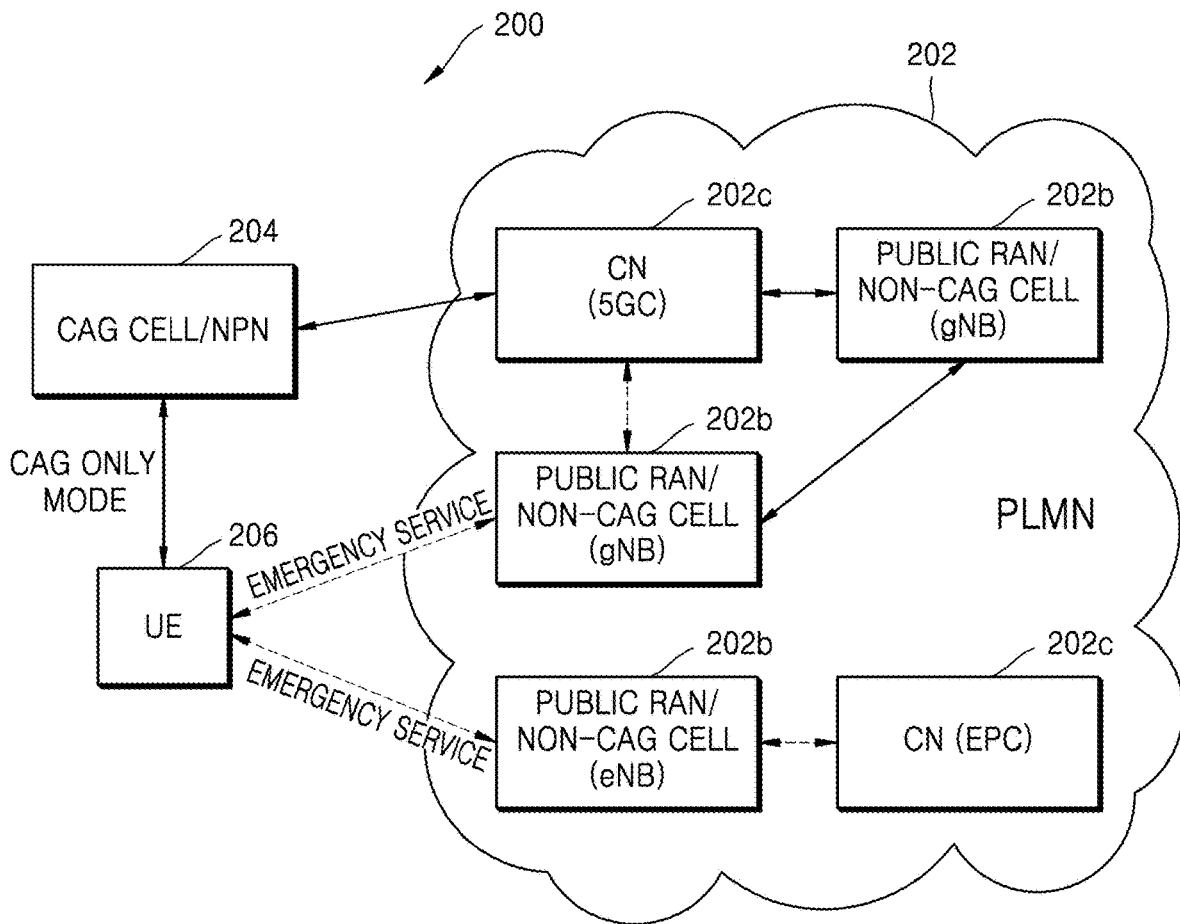 200
202
202c
202b
204
CN
(5GC)
PUBLIC RAN/
NON-CAG CELL
(gNB)
CAG CELL/NPN
202b
CAG ONLY
MODE
PUBLIC RAN/
NON-CAG CELL
(gNB)
PLMN
EMERGENCY SERVICE
206
UE
202b
202c
EMERGENCY SERVICE
PUBLIC RAN/
NON-CAG CELL
(eNB)
CN (EPC)